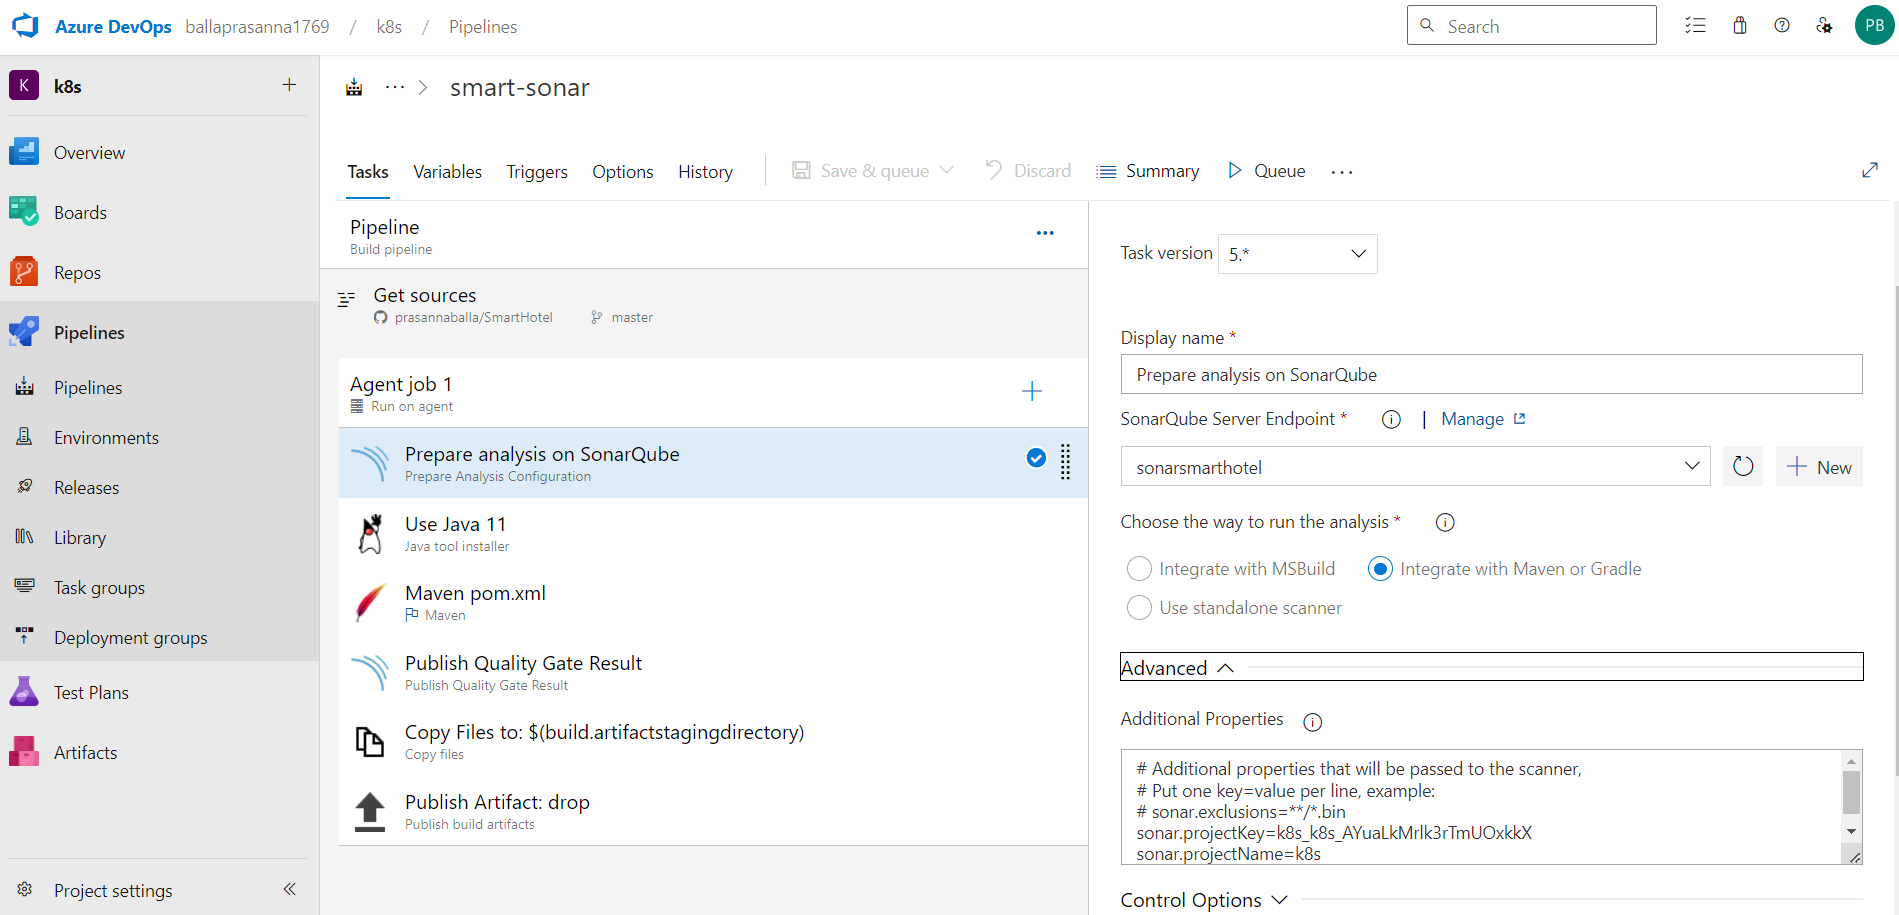 Azure DevOps ballaprasanna1769 / k8s / Pipelines
Search
PB
K k8s
Overview
Boards
Repos
Pipelines
Pipelines
Environments
Releases
Library
Task groups
Deployment groups
Test Plans
Artifacts
Project settings
··· > smart-sonar
Tasks Variables Triggers Options History Save & queue Discard Summary Queue ···
Pipeline
Build pipeline
Get sources
prasannaballa/SmartHotel master
Agent job 1
Run on agent
Prepare analysis on SonarQube
Prepare Analysis Configuration
Use Java 11
Java tool installer
Maven pom.xml
Maven
Publish Quality Gate Result
Publish Quality Gate Result
Copy Files to: $(build.artifactstagingdirectory)
Copy files
Publish Artifact: drop
Publish build artifacts
Task version 5.*
Display name *
Prepare analysis on SonarQube
SonarQube Server Endpoint * | Manage
sonarsmarthotel
New
Choose the way to run the analysis *
Integrate with MSBuild Integrate with Maven or Gradle
Use standalone scanner
Advanced
Additional Properties
# Additional properties that will be passed to the scanner,
# Put one key=value per line, example:
# sonar.exclusions=**/*.bin
sonar.projectKey=k8s_k8s_AYuaLkMrlk3rTmUOxkkX
sonar.projectName=k8s
Control Options